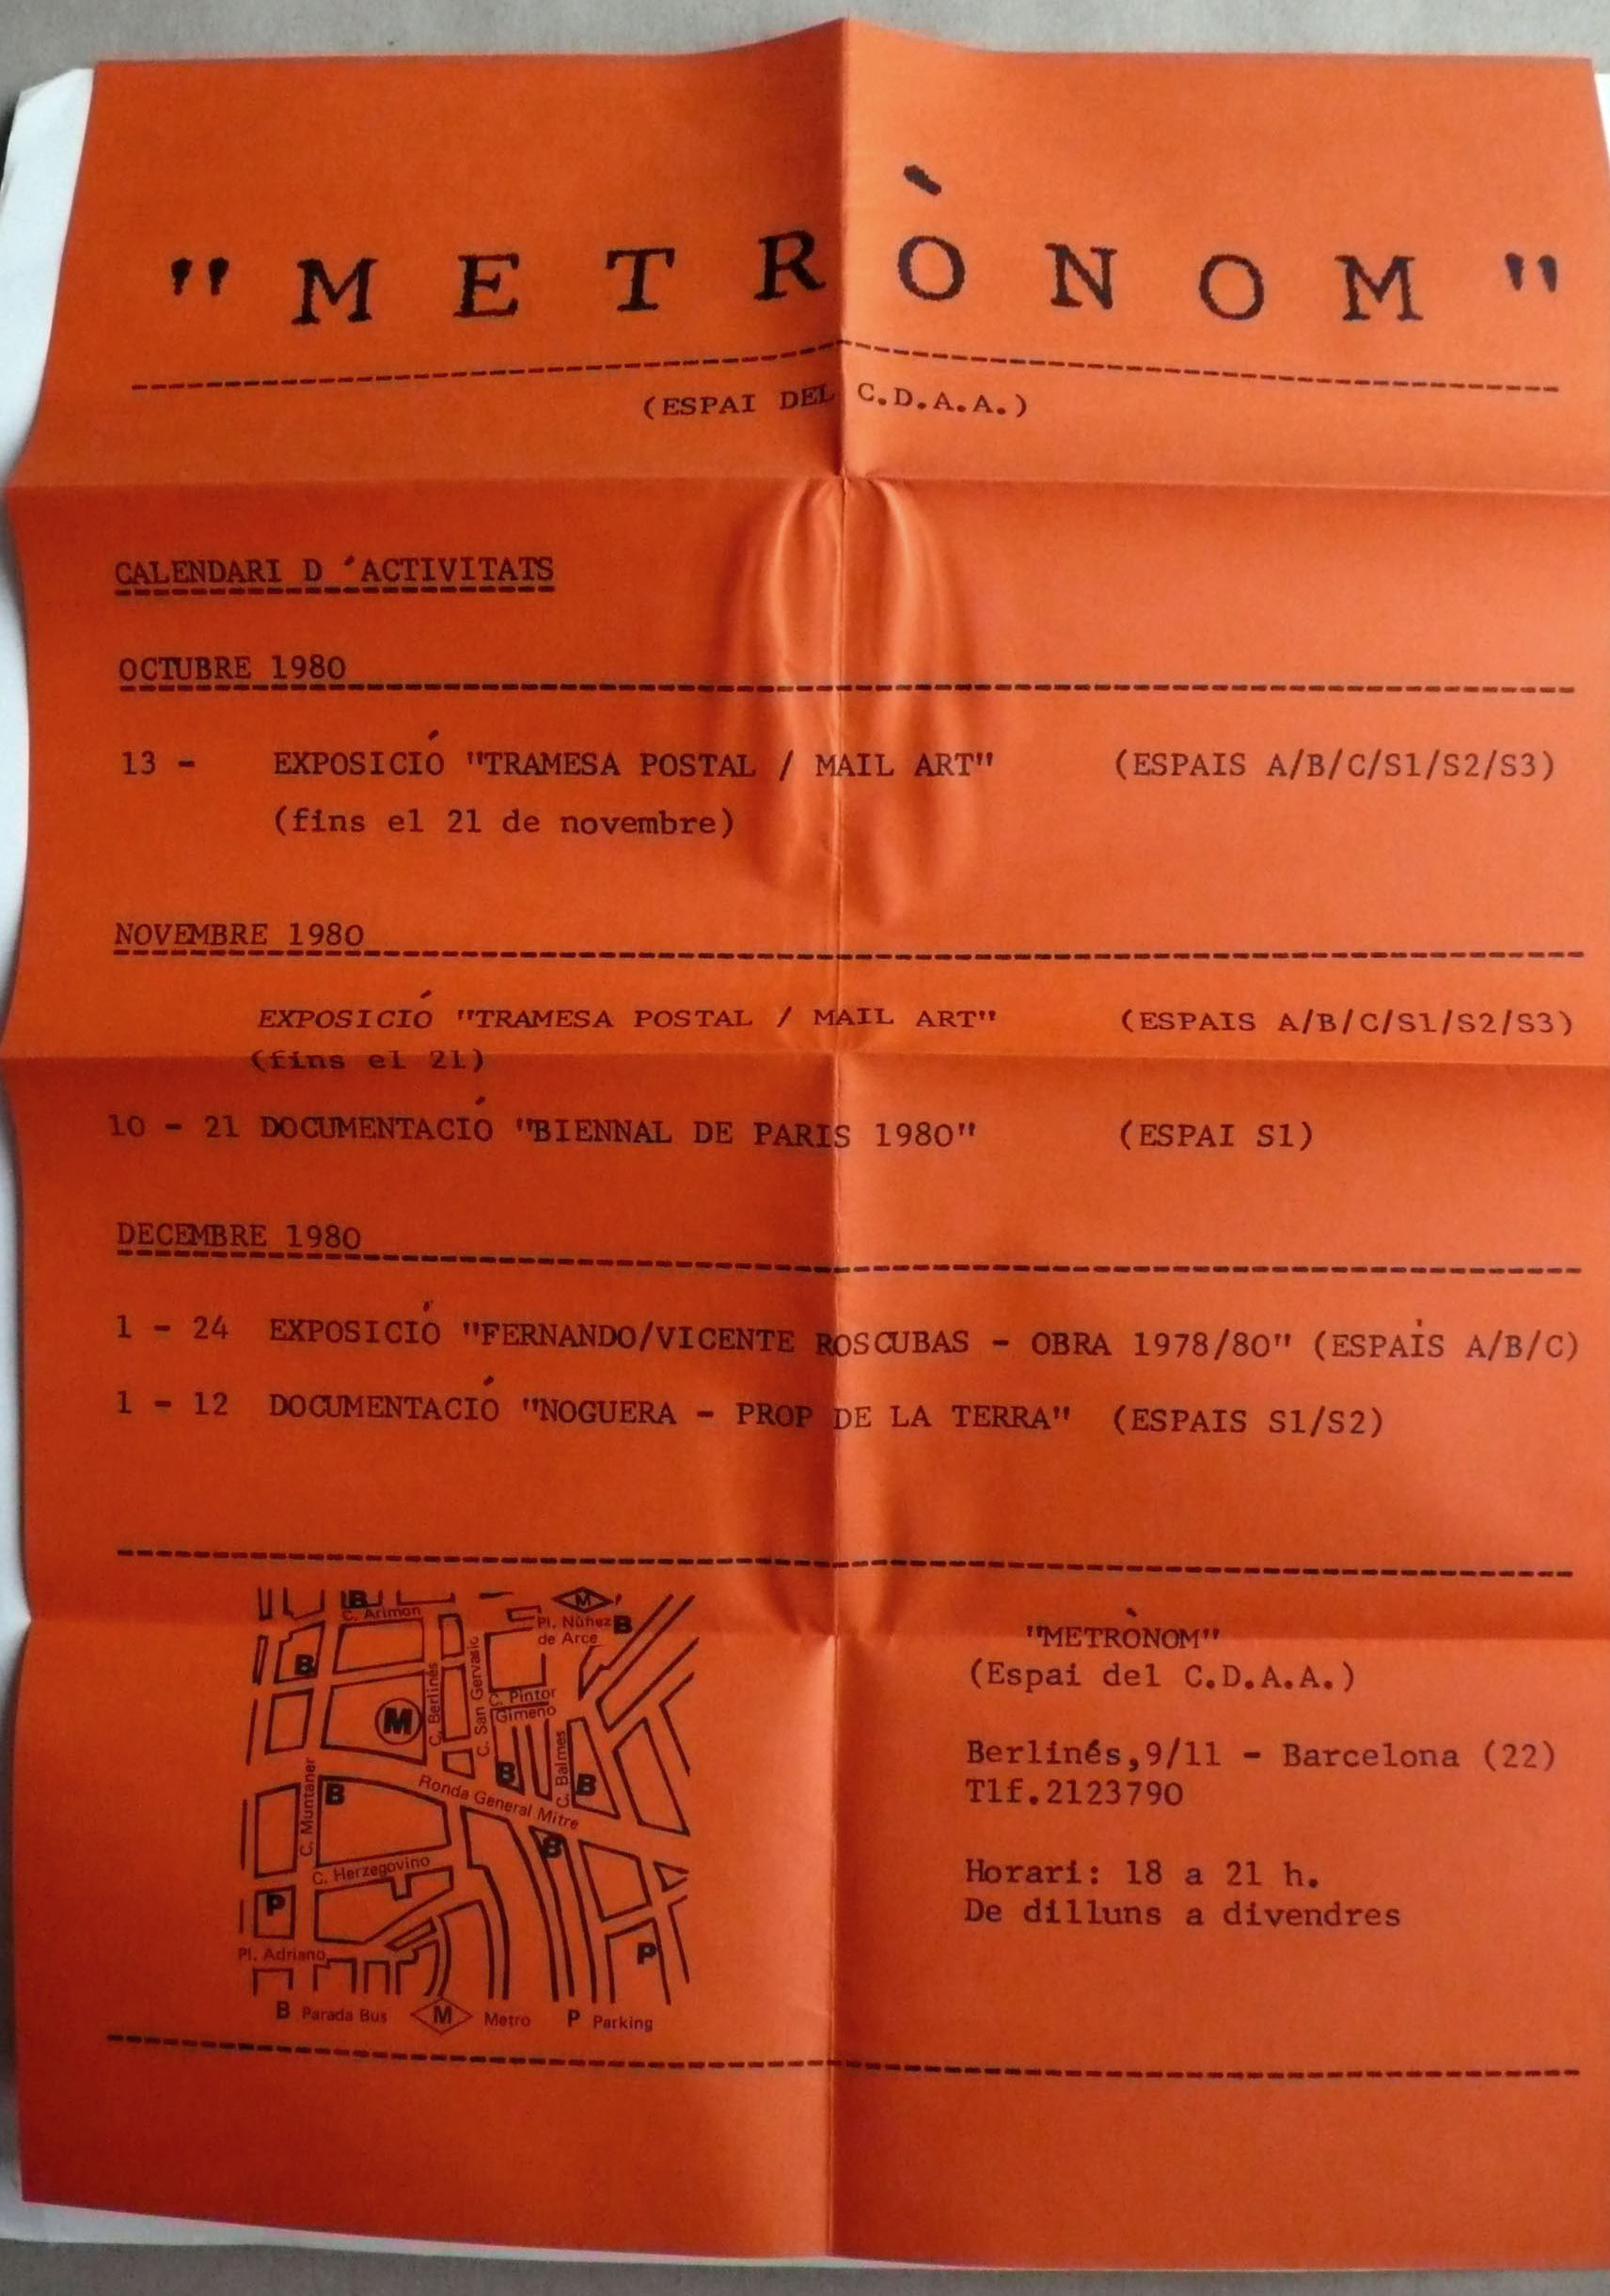 "METRÒNOM"
(ESPAI DEL C.D.A.A.)
CALENDARI D ´ACTIVITATS
OCTUBRE 1980
13 - EXPOSICIÓ "TRAMESA POSTAL / MAIL ART" (ESPAIS A/B/C/S1/S2/S3)
(fins el 21 de novembre)
NOVEMBRE 1980
EXPOSICIÓ "TRAMESA POSTAL / MAIL ART" (ESPAIS A/B/C/S1/S2/S3)
(fins el 21)
10 - 21 DOCUMENTACIÓ "BIENNAL DE PARIS 1980" (ESPAI S1)
DECEMBRE 1980
1 - 24 EXPOSICIÓ "FERNANDO/VICENTE ROSCUBAS - OBRA 1978/80" (ESPAIS A/B/C)
1 - 12 DOCUMENTACIÓ "NOGUERA - PROP DE LA TERRA" (ESPAIS S1/S2)
B
C. Arimon
M
Pl. Núñez
de Arce
B
B
C. Berlinés
C. San Gervasio
C. Pintor
Gimeno
M
C. Balmes
B
B
C. Muntaner
B
Ronda General Mitre
B
C. Herzegovino
P
P
Pl. Adriano
B Parada Bus M Metro P Parking
"METRÒNOM"
(Espai del C.D.A.A.)
Berlinés,9/11 - Barcelona (22)
Tlf.2123790
Horari: 18 a 21 h.
De dilluns a divendres